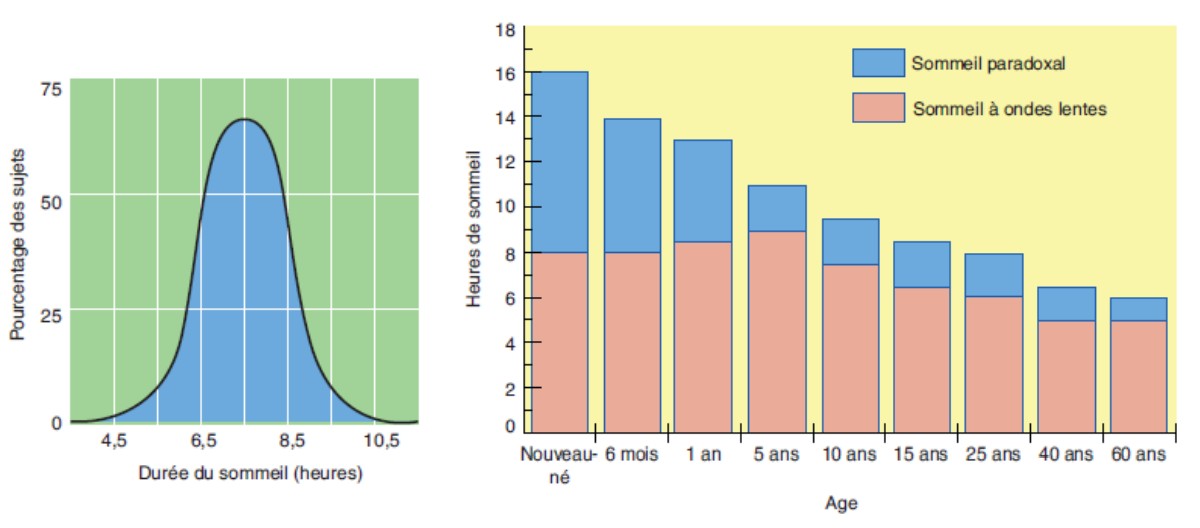 75
50
25
0
4,5 6,5 8,5 10,5
Pourcentage des sujets
Durée du sommeil (heures)
18
16
14
12
10
8
6
4
2
0
Heures de sommeil
Sommeil paradoxal
Sommeil à ondes lentes
Nouveau- 6 mois 1 an 5 ans 10 ans 15 ans 25 ans 40 ans 60 ans
né
Age